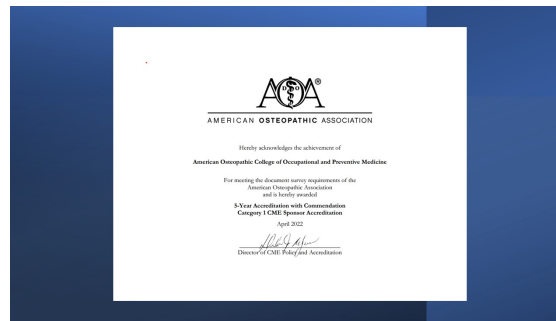 AOA®
D O
AMERICAN OSTEOPATHIC ASSOCIATION
Hereby acknowledges the achievement of
American Osteopathic College of Occupational and Preventive Medicine
For meeting the document survey requirements of the
American Osteopathic Association
and is hereby awarded
5-Year Accreditation with Commendation
Category 1 CME Sponsor Accreditation
April 2022
Director of CME Policy and Accreditation